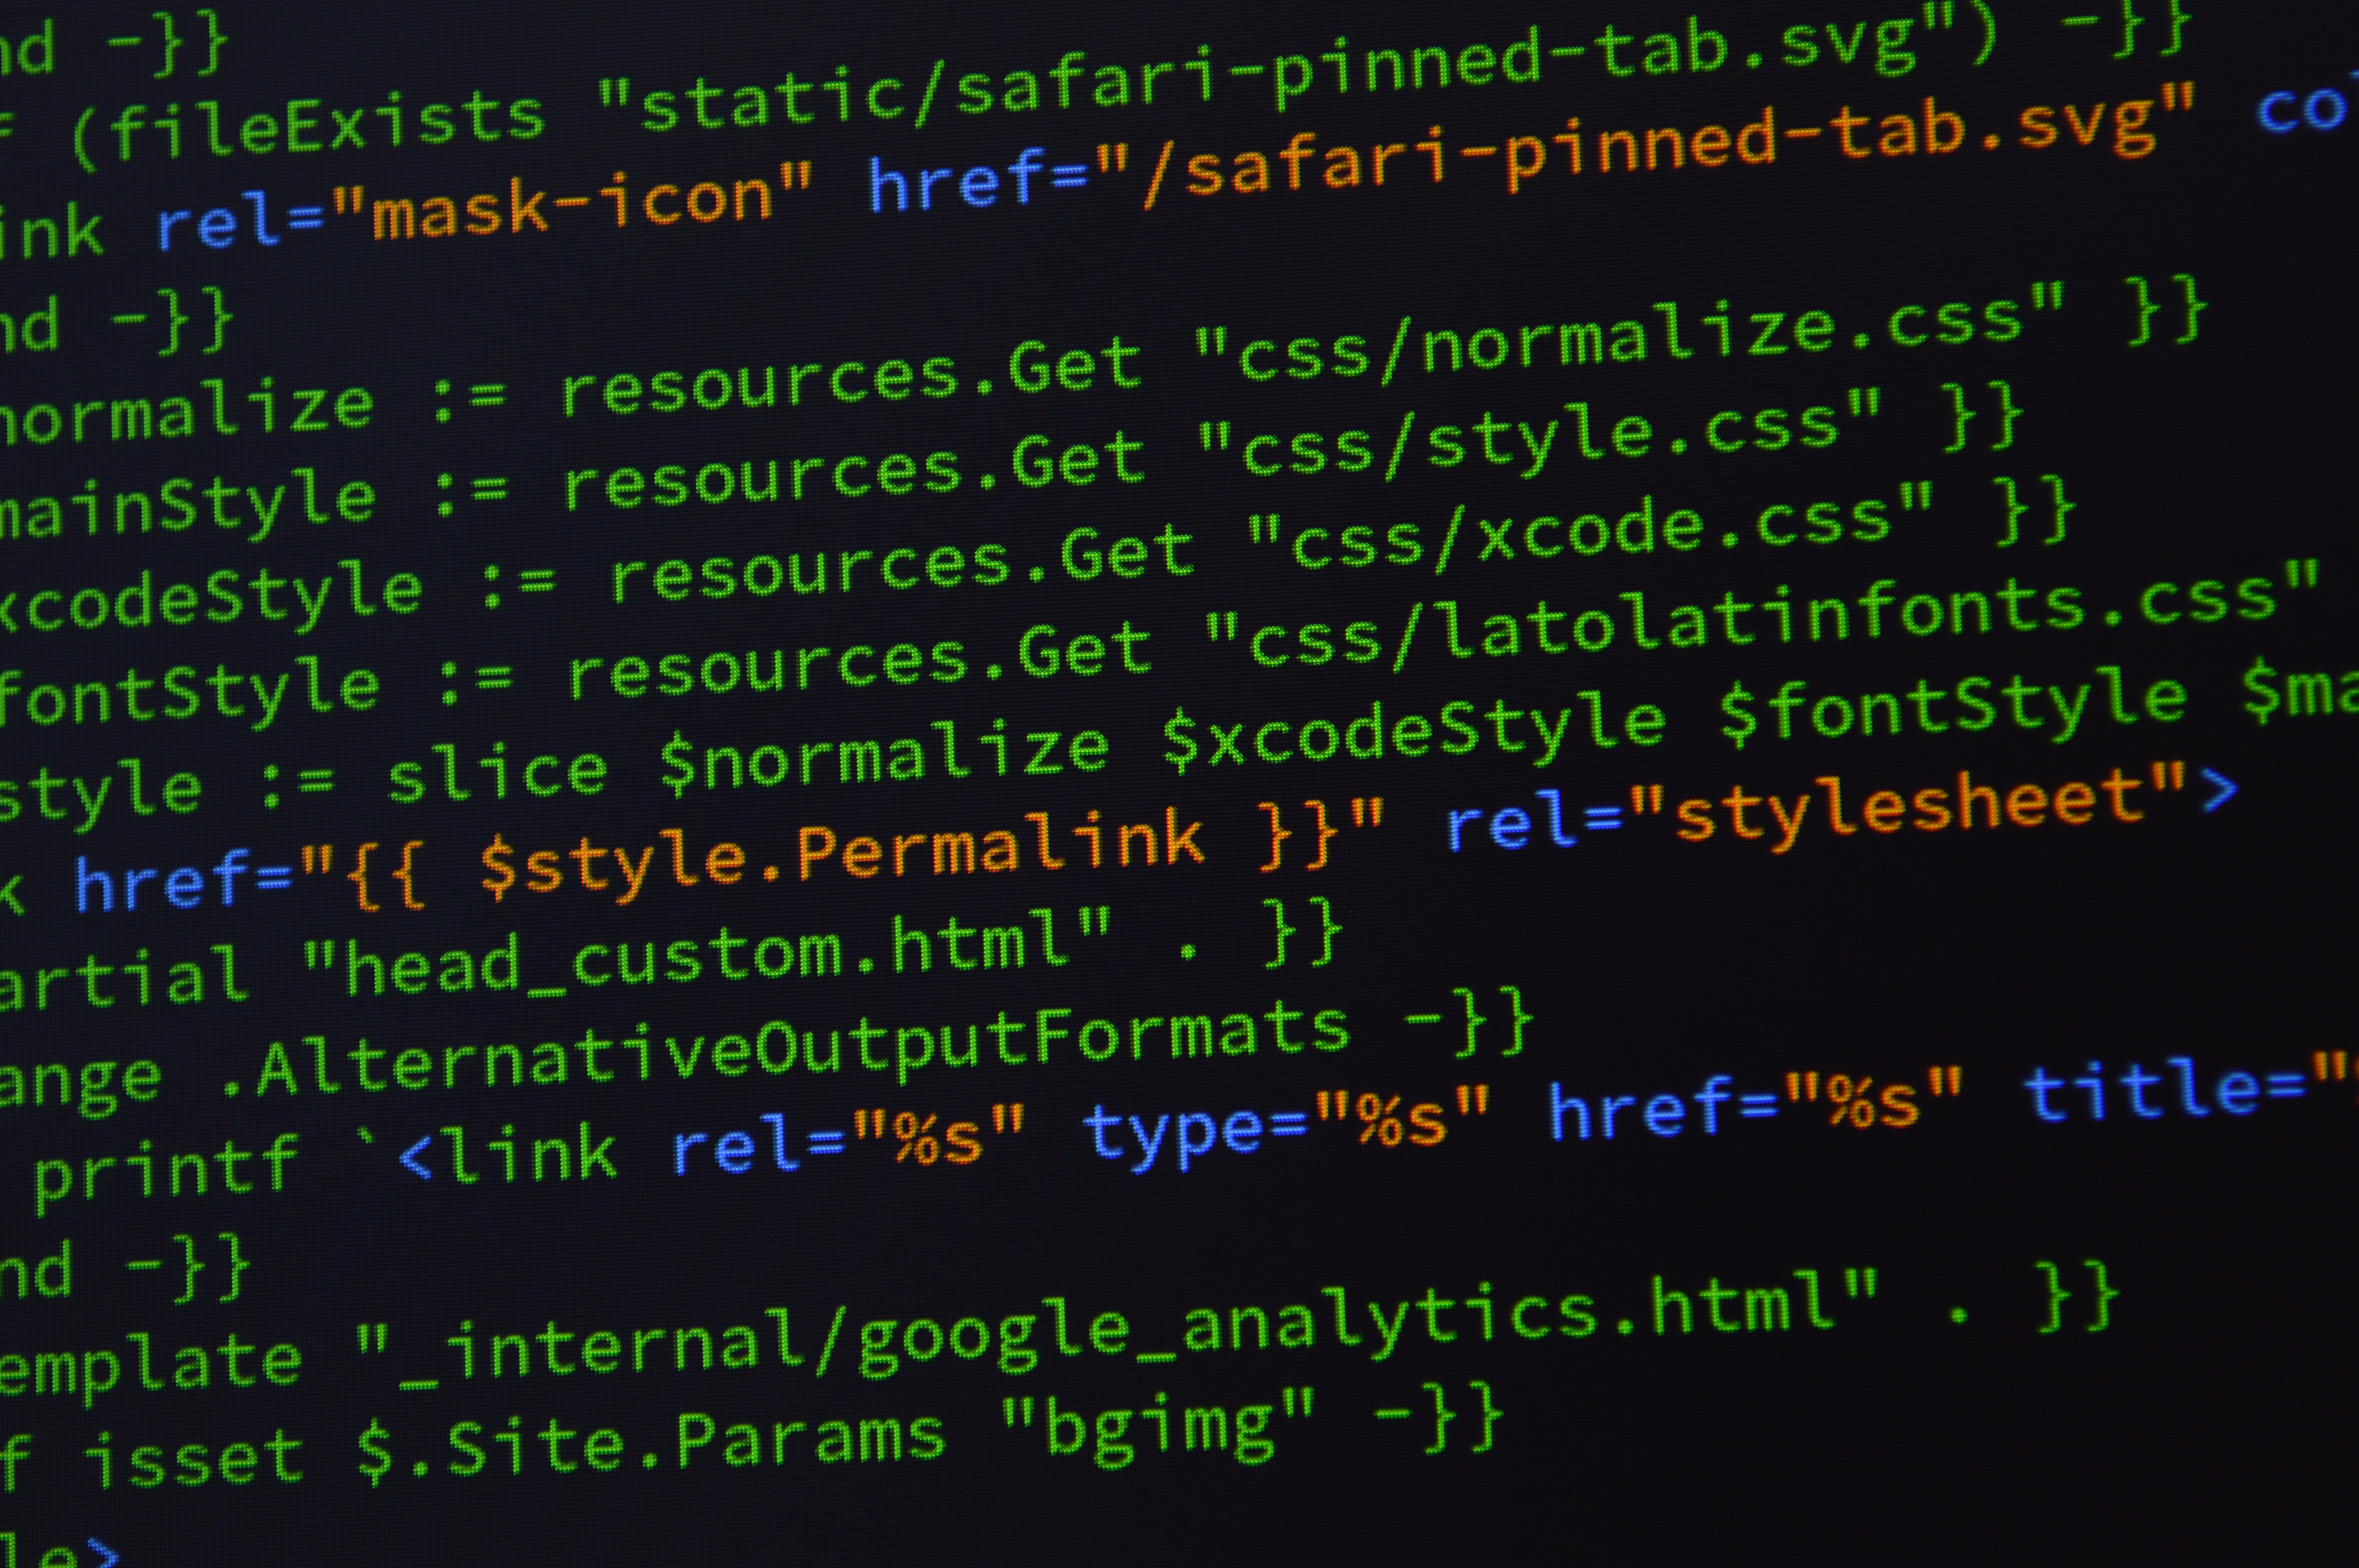 nd -}}
f (fileExists "static/safari-pinned-tab.svg") -}}
ink rel="mask-icon" href="/safari-pinned-tab.svg" col
nd -}}
normalize := resources.Get "css/normalize.css" }}
mainStyle := resources.Get "css/style.css" }}
xcodeStyle := resources.Get "css/xcode.css" }}
fontStyle := resources.Get "css/latolatinfonts.css"
style := slice $normalize $xcodeStyle $fontStyle $ma
k href="{{ $style.Permalink }}" rel="stylesheet">
artial "head_custom.html" . }}
ange .AlternativeOutputFormats -}}
printf `<link rel="%s" type="%s" href="%s" title="
nd -}}
emplate "_internal/google_analytics.html" . }}
f isset $.Site.Params "bgimg" -}}
le>